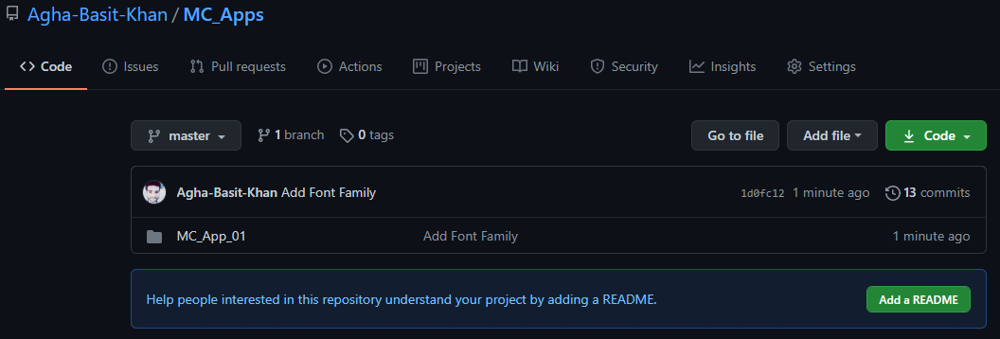 Agha-Basit-Khan / MC_Apps
Code Issues Pull requests Actions Projects Wiki Security Insights Settings
master 1 branch 0 tags Go to file Add file Code
Agha-Basit-Khan Add Font Family 1d0fc12 1 minute ago 13 commits
MC_App_01 Add Font Family 1 minute ago
Help people interested in this repository understand your project by adding a README. Add a README